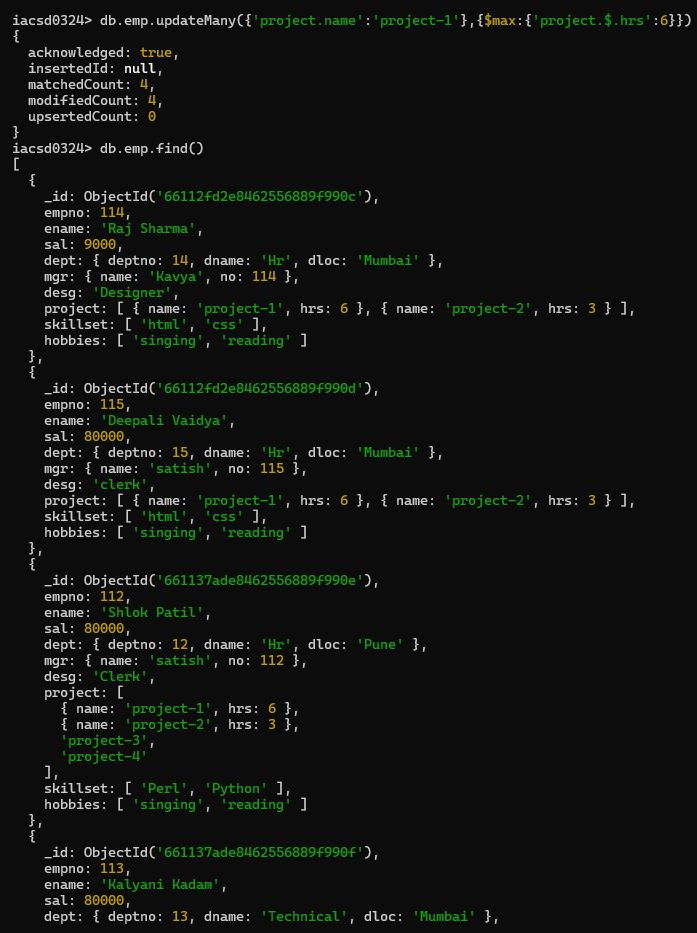 iacsd0324> db.emp.updateMany({'project.name':'project-1'},{$max:{'project.$.hrs':6}})
{
  acknowledged: true,
  insertedId: null,
  matchedCount: 4,
  modifiedCount: 4,
  upsertedCount: 0
}
iacsd0324> db.emp.find()
[
  {
    _id: ObjectId('66112fd2e8462556889f990c'),
    empno: 114,
    ename: 'Raj Sharma',
    sal: 9000,
    dept: { deptno: 14, dname: 'Hr', dloc: 'Mumbai' },
    mgr: { name: 'Kavya', no: 114 },
    desg: 'Designer',
    project: [ { name: 'project-1', hrs: 6 }, { name: 'project-2', hrs: 3 } ],
    skillset: [ 'html', 'css' ],
    hobbies: [ 'singing', 'reading' ]
  },
  {
    _id: ObjectId('66112fd2e8462556889f990d'),
    empno: 115,
    ename: 'Deepali Vaidya',
    sal: 80000,
    dept: { deptno: 15, dname: 'Hr', dloc: 'Mumbai' },
    mgr: { name: 'satish', no: 115 },
    desg: 'clerk',
    project: [ { name: 'project-1', hrs: 6 }, { name: 'project-2', hrs: 3 } ],
    skillset: [ 'html', 'css' ],
    hobbies: [ 'singing', 'reading' ]
  },
  {
    _id: ObjectId('661137ade8462556889f990e'),
    empno: 112,
    ename: 'Shlok Patil',
    sal: 80000,
    dept: { deptno: 12, dname: 'Hr', dloc: 'Pune' },
    mgr: { name: 'satish', no: 112 },
    desg: 'Clerk',
    project: [
      { name: 'project-1', hrs: 6 },
      { name: 'project-2', hrs: 3 },
      'project-3',
      'project-4'
    ],
    skillset: [ 'Perl', 'Python' ],
    hobbies: [ 'singing', 'reading' ]
  },
  {
    _id: ObjectId('661137ade8462556889f990f'),
    empno: 113,
    ename: 'Kalyani Kadam',
    sal: 80000,
    dept: { deptno: 13, dname: 'Technical', dloc: 'Mumbai' },